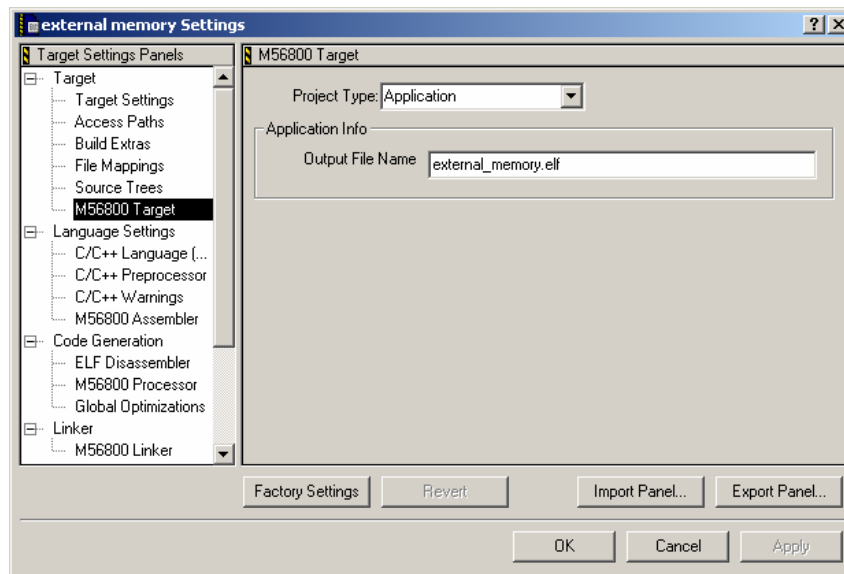 external memory Settings
Target Settings Panels
Target
Target Settings
Access Paths
Build Extras
File Mappings
Source Trees
M56800 Target
Language Settings
C/C++ Language (...
C/C++ Preprocessor
C/C++ Warnings
M56800 Assembler
Code Generation
ELF Disassembler
M56800 Processor
Global Optimizations
Linker
M56800 Linker
M56800 Target
Project Type: Application
Application Info
Output File Name external_memory.elf
Factory Settings Revert Import Panel... Export Panel...
OK Cancel Apply